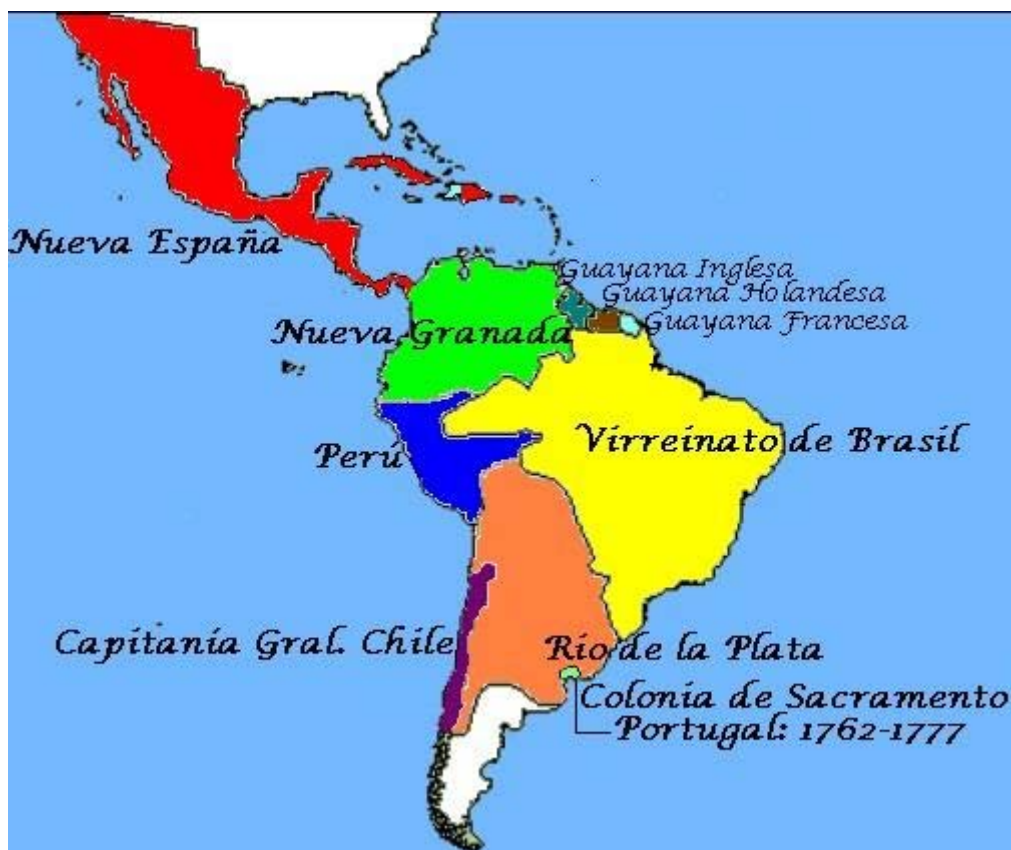 Nueva España
Guayana Inglesa
Guayana Holandesa
Guayana Francesa
Nueva Granada
Perú
Virreinato de Brasil
Capitanía Gral. Chile
Río de la Plata
Colonia de Sacramento
Portugal: 1762-1777